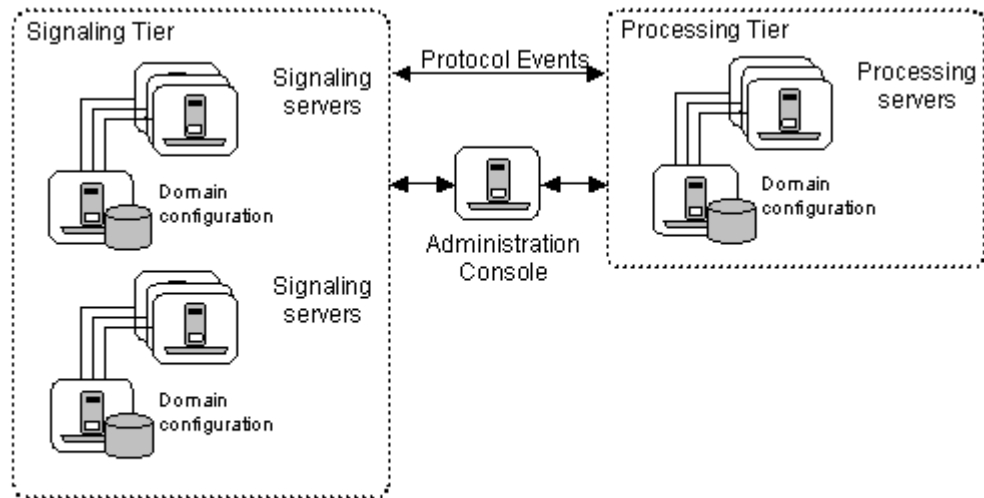 Signaling Tier
Signaling
servers
Domain
configuration
Signaling
servers
Domain
configuration
Protocol Events
Administration
Console
Processing Tier
Processing
servers
Domain
configuration